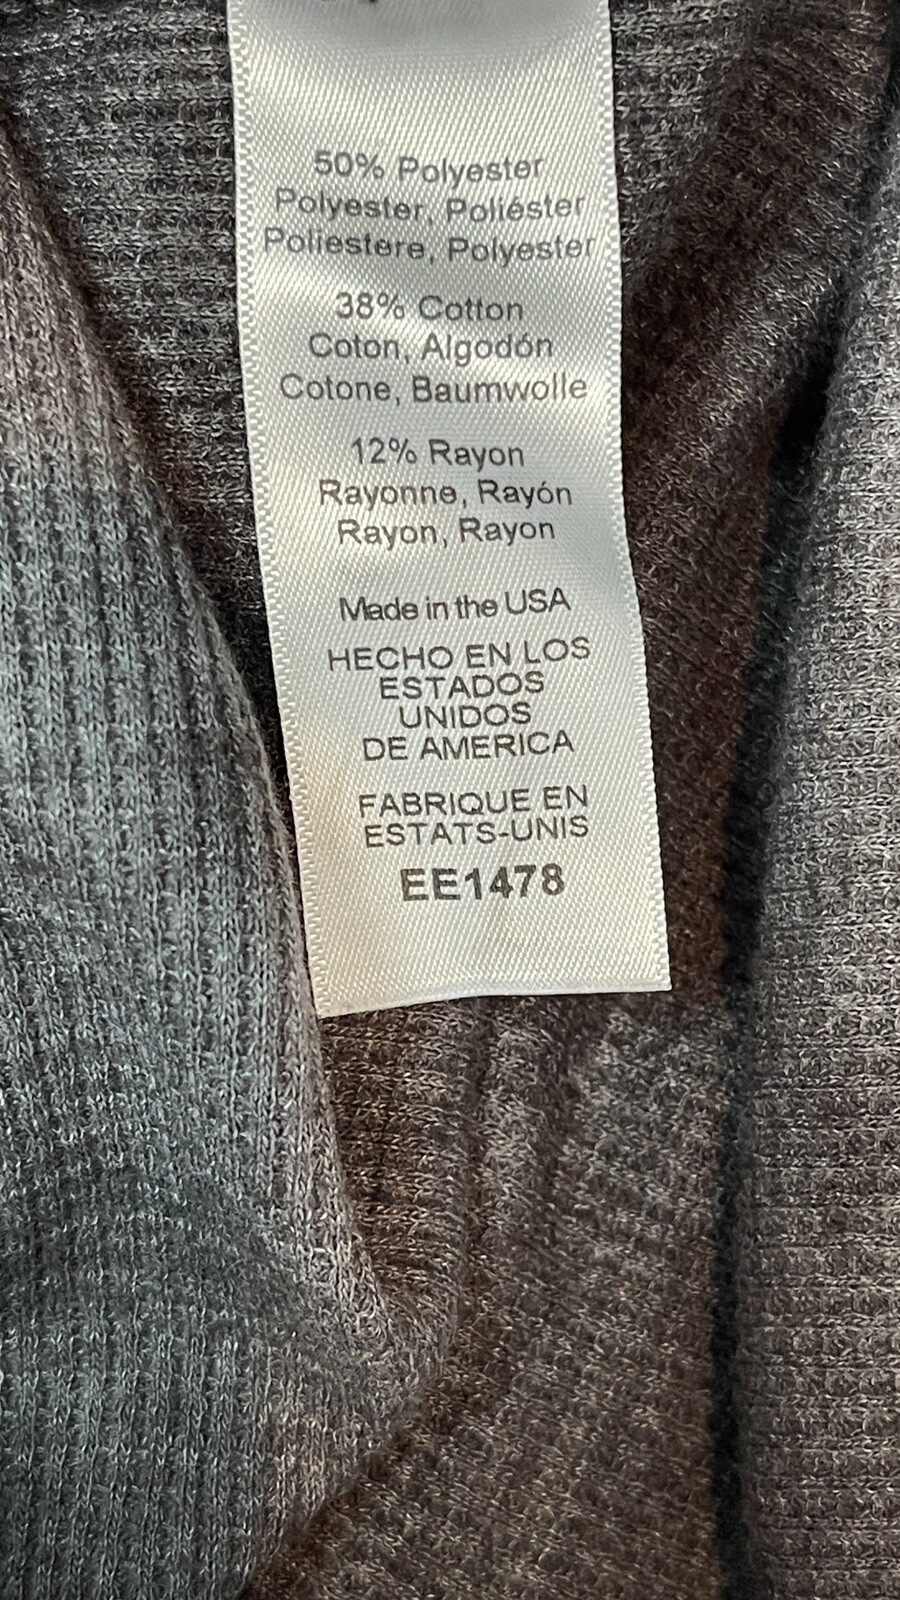 50% Polyester
Polyester, Poliéster
Poliestere, Polyester
38% Cotton
Coton, Algodón
Cotone, Baumwolle
12% Rayon
Rayonne, Rayón
Rayon, Rayon
Made in the USA
HECHO EN LOS
ESTADOS
UNIDOS
DE AMERICA
FABRIQUE EN
ESTATS-UNIS
EE1478